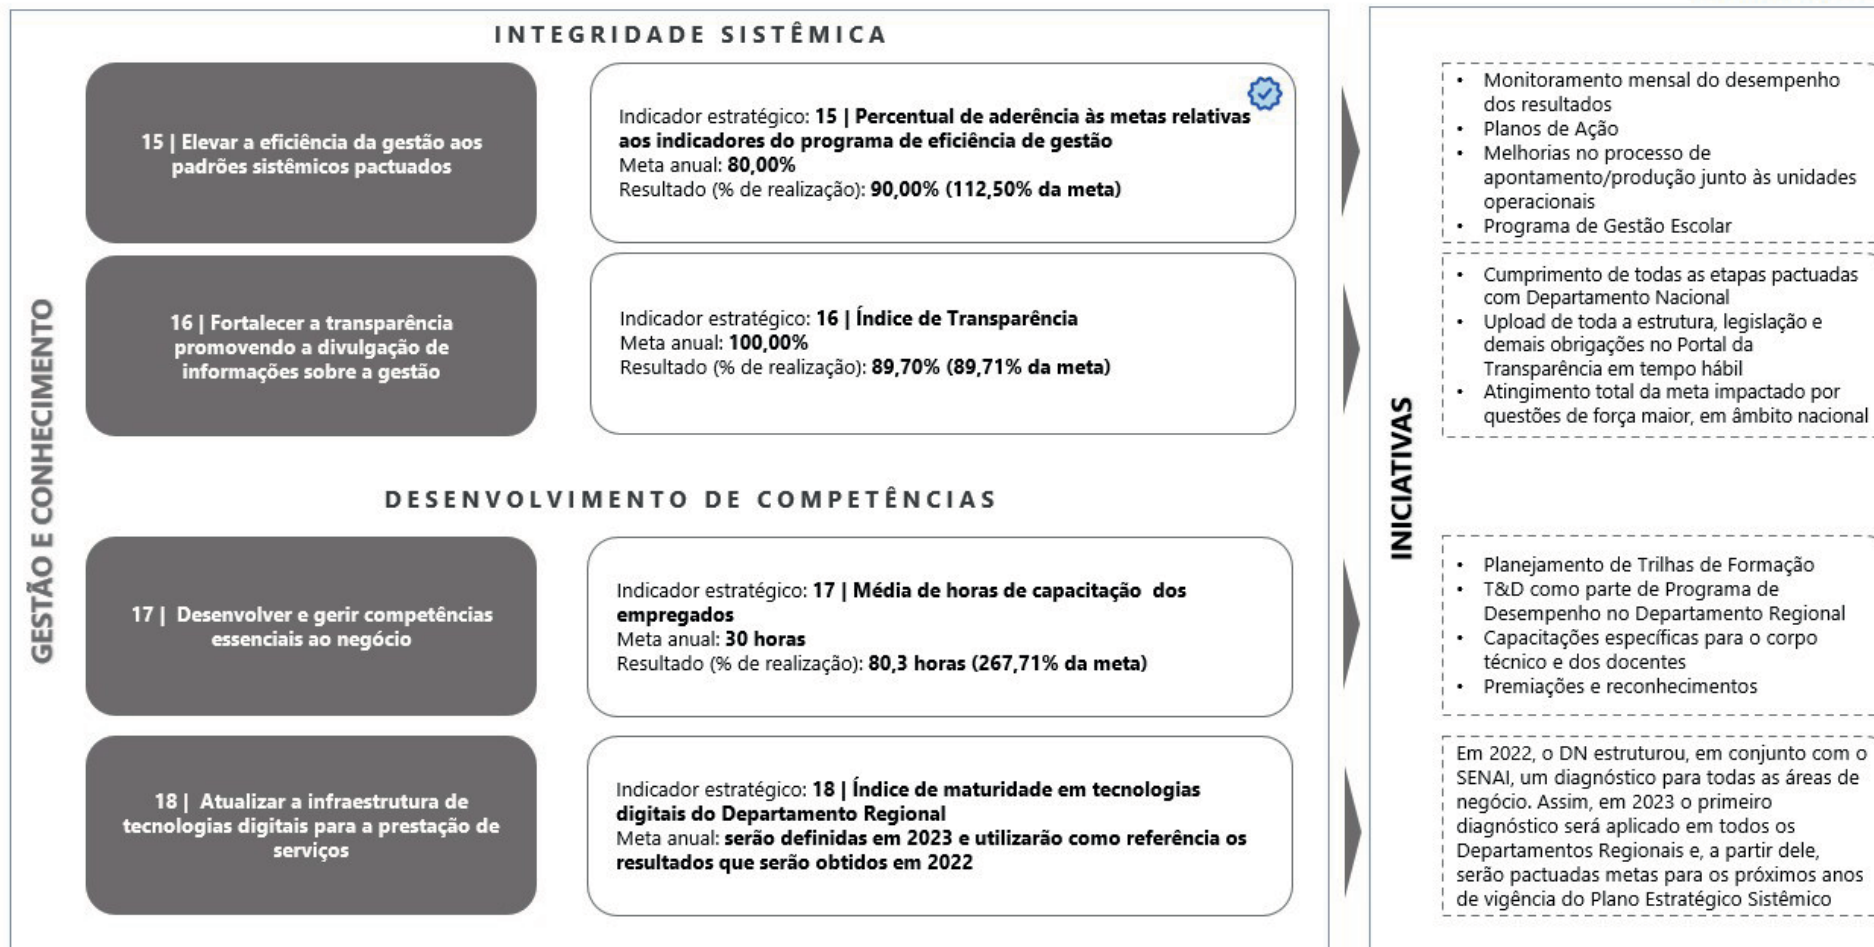 GESTÃO E CONHECIMENTO
INTEGRIDADE SISTÊMICA
15 | Elevar a eficiência da gestão aos
padrões sistêmicos pactuados
Indicador estratégico: 15 | Percentual de aderência às metas relativas
aos indicadores do programa de eficiência de gestão
Meta anual: 80,00%
Resultado (% de realização): 90,00% (112,50% da meta)
16 | Fortalecer a transparência
promovendo a divulgação de
informações sobre a gestão
Indicador estratégico: 16 | Índice de Transparência
Meta anual: 100,00%
Resultado (% de realização): 89,70% (89,71% da meta)
DESENVOLVIMENTO DE COMPETÊNCIAS
17 | Desenvolver e gerir competências
essenciais ao negócio
Indicador estratégico: 17 | Média de horas de capacitação dos
empregados
Meta anual: 30 horas
Resultado (% de realização): 80,3 horas (267,71% da meta)
18 | Atualizar a infraestrutura de
tecnologias digitais para a prestação de
serviços
Indicador estratégico: 18 | Índice de maturidade em tecnologias
digitais do Departamento Regional
Meta anual: serão definidas em 2023 e utilizarão como referência os
resultados que serão obtidos em 2022
INICIATIVAS
• Monitoramento mensal do desempenho
dos resultados
• Planos de Ação
• Melhorias no processo de
apontamento/produção junto às unidades
operacionais
• Programa de Gestão Escolar
• Cumprimento de todas as etapas pactuadas
com Departamento Nacional
• Upload de toda a estrutura, legislação e
demais obrigações no Portal da
Transparência em tempo hábil
• Atingimento total da meta impactado por
questões de força maior, em âmbito nacional
• Planejamento de Trilhas de Formação
• T&D como parte de Programa de
Desempenho no Departamento Regional
• Capacitações específicas para o corpo
técnico e dos docentes
• Premiações e reconhecimentos
Em 2022, o DN estruturou, em conjunto com o
SENAI, um diagnóstico para todas as áreas de
negócio. Assim, em 2023 o primeiro
diagnóstico será aplicado em todos os
Departamentos Regionais e, a partir dele,
serão pactuadas metas para os próximos anos
de vigência do Plano Estratégico Sistêmico